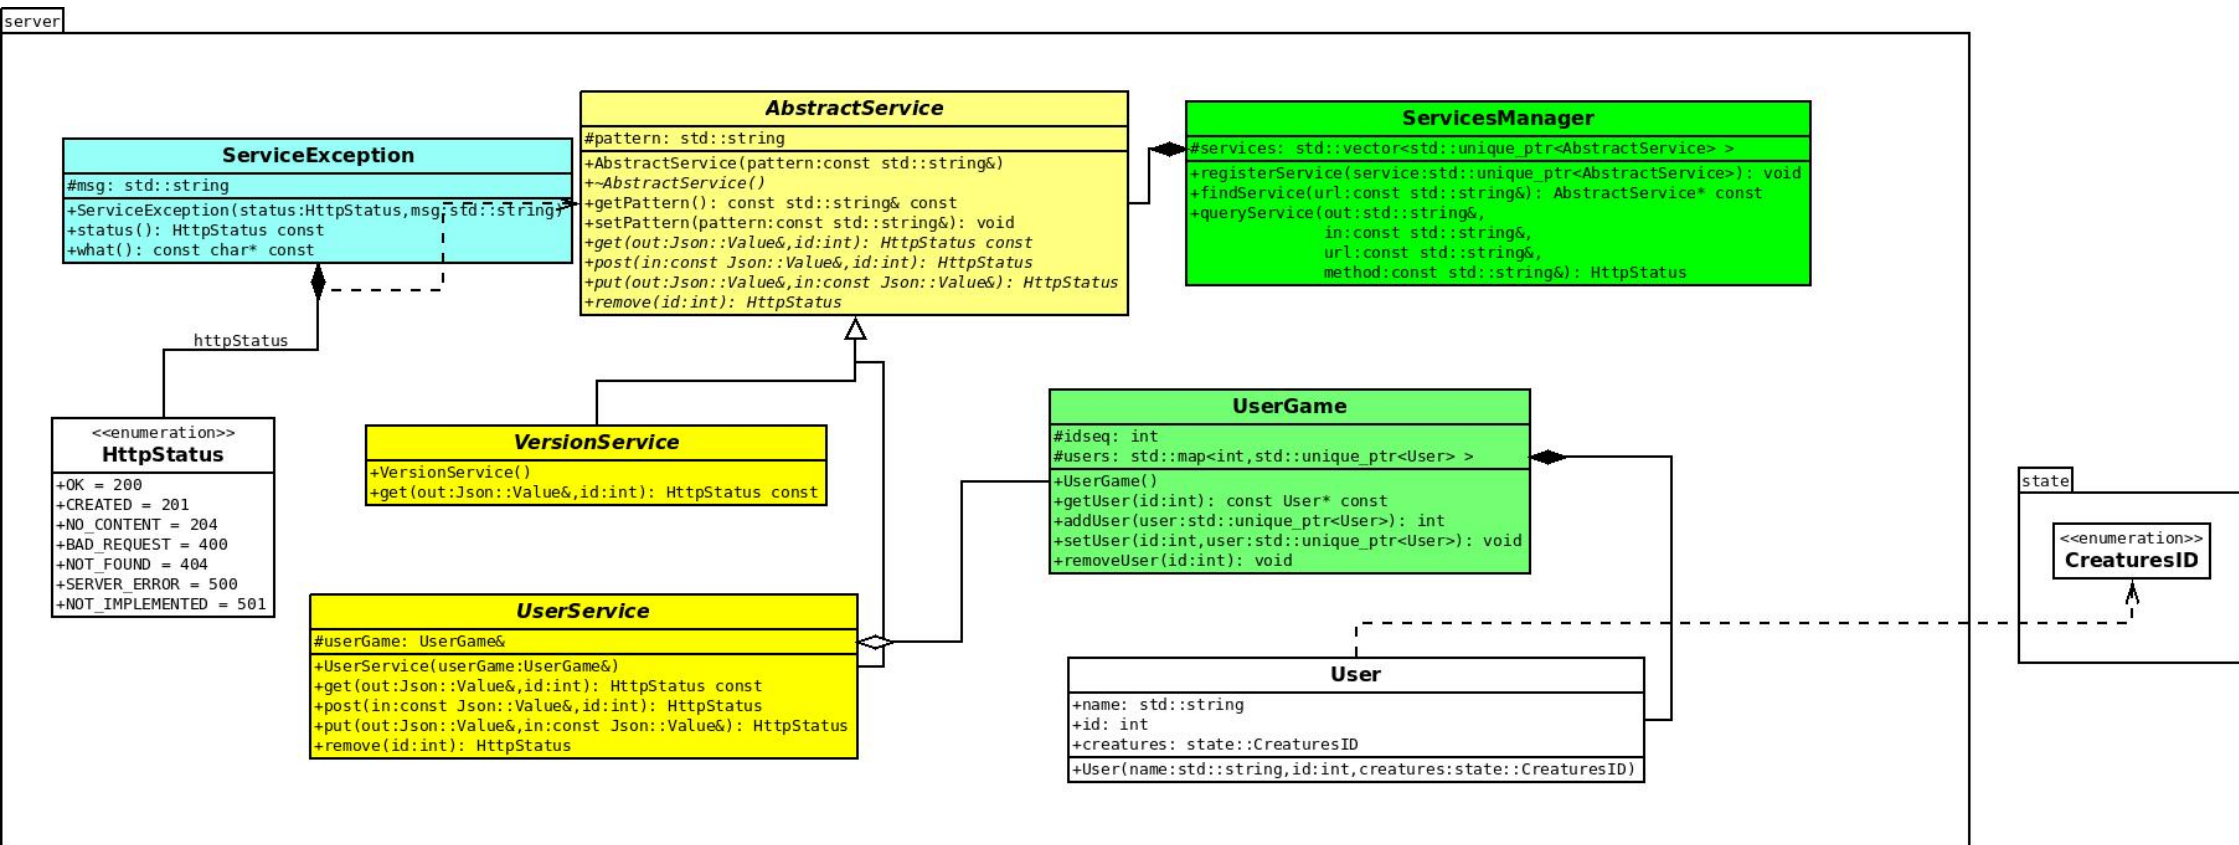 server
ServiceException
#msg: std::string
+ServiceException(status:HttpStatus,msg:std::string)
+status(): HttpStatus const
+what(): const char* const
AbstractService
#pattern: std::string
+AbstractService(pattern:const std::string&)
+~AbstractService()
+getPattern(): const std::string& const
+setPattern(pattern:const std::string&): void
+get(out:Json::Value&,id:int): HttpStatus const
+post(in:const Json::Value&,id:int): HttpStatus
+put(out:Json::Value&,in:const Json::Value&): HttpStatus
+remove(id:int): HttpStatus
ServicesManager
#services: std::vector<std::unique_ptr<AbstractService> >
+registerService(service:std::unique_ptr<AbstractService>): void
+findService(url:const std::string&): AbstractService* const
+queryService(out:std::string&,
in:const std::string&,
url:const std::string&,
method:const std::string&): HttpStatus
httpStatus
<<enumeration>>
HttpStatus
+OK = 200
+CREATED = 201
+NO_CONTENT = 204
+BAD_REQUEST = 400
+NOT_FOUND = 404
+SERVER_ERROR = 500
+NOT_IMPLEMENTED = 501
VersionService
+VersionService()
+get(out:Json::Value&,id:int): HttpStatus const
UserGame
#idseq: int
#users: std::map<int,std::unique_ptr<User> >
+UserGame()
+getUser(id:int): const User* const
+addUser(user:std::unique_ptr<User>): int
+setUser(id:int,user:std::unique_ptr<User>): void
+removeUser(id:int): void
state
<<enumeration>>
CreaturesID
UserService
#userGame: UserGame&
+UserService(userGame:UserGame&)
+get(out:Json::Value&,id:int): HttpStatus const
+post(in:const Json::Value&,id:int): HttpStatus
+put(out:Json::Value&,in:const Json::Value&): HttpStatus
+remove(id:int): HttpStatus
User
+name: std::string
+id: int
+creatures: state::CreaturesID
+User(name:std::string,id:int,creatures:state::CreaturesID)